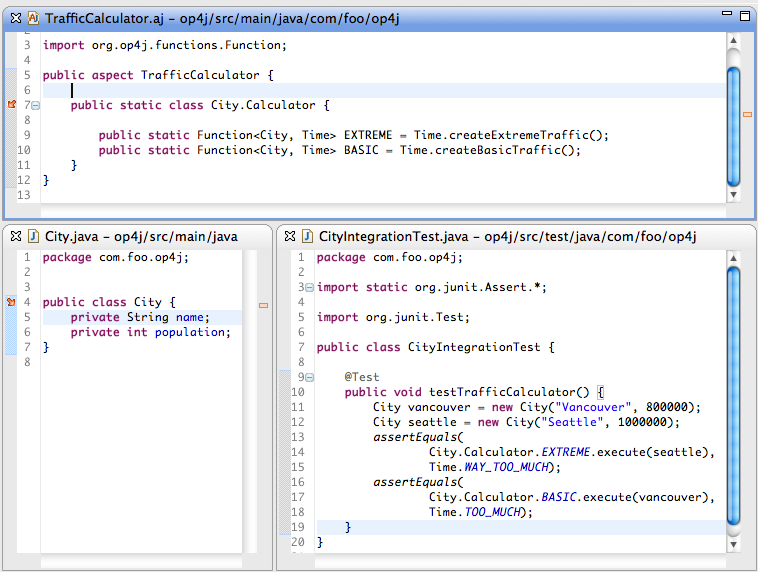 TrafficCalculator.aj – op4j/src/main/java/com/foo/op4j
3 import org.op4j.functions.Function;
4
5 public aspect TrafficCalculator {
6
7 public static class City.Calculator {
8
9 public static Function<City, Time> EXTREME = Time.createExtremeTraffic();
10 public static Function<City, Time> BASIC = Time.createBasicTraffic();
11 }
12 }
13
City.java – op4j/src/main/java
1 package com.foo.op4j;
2
3
4 public class City {
5 private String name;
6 private int population;
7 }
8
CityIntegrationTest.java – op4j/src/test/java/com/foo/op4j
1 package com.foo.op4j;
2
3 import static org.junit.Assert.*;
4
5 import org.junit.Test;
6
7 public class CityIntegrationTest {
8
9 @Test
10 public void testTrafficCalculator() {
11 City vancouver = new City("Vancouver", 800000);
12 City seattle = new City("Seattle", 1000000);
13 assertEquals(
14 City.Calculator.EXTREME.execute(seattle),
15 Time.WAY_TOO_MUCH);
16 assertEquals(
17 City.Calculator.BASIC.execute(vancouver),
18 Time.TOO_MUCH);
19 }
20 }